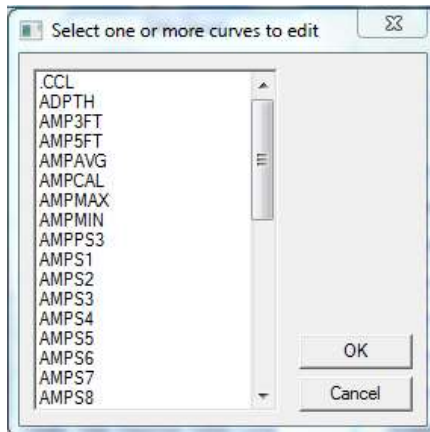 Select one or more curves to edit
.CCL
ADPTH
AMP3FT
AMP5FT
AMPAVG
AMPCAL
AMPMAX
AMPMIN
AMPPS3
AMPS1
AMPS2
AMPS3
AMPS4
AMPS5
AMPS6
AMPS7
AMPS8
OK
Cancel